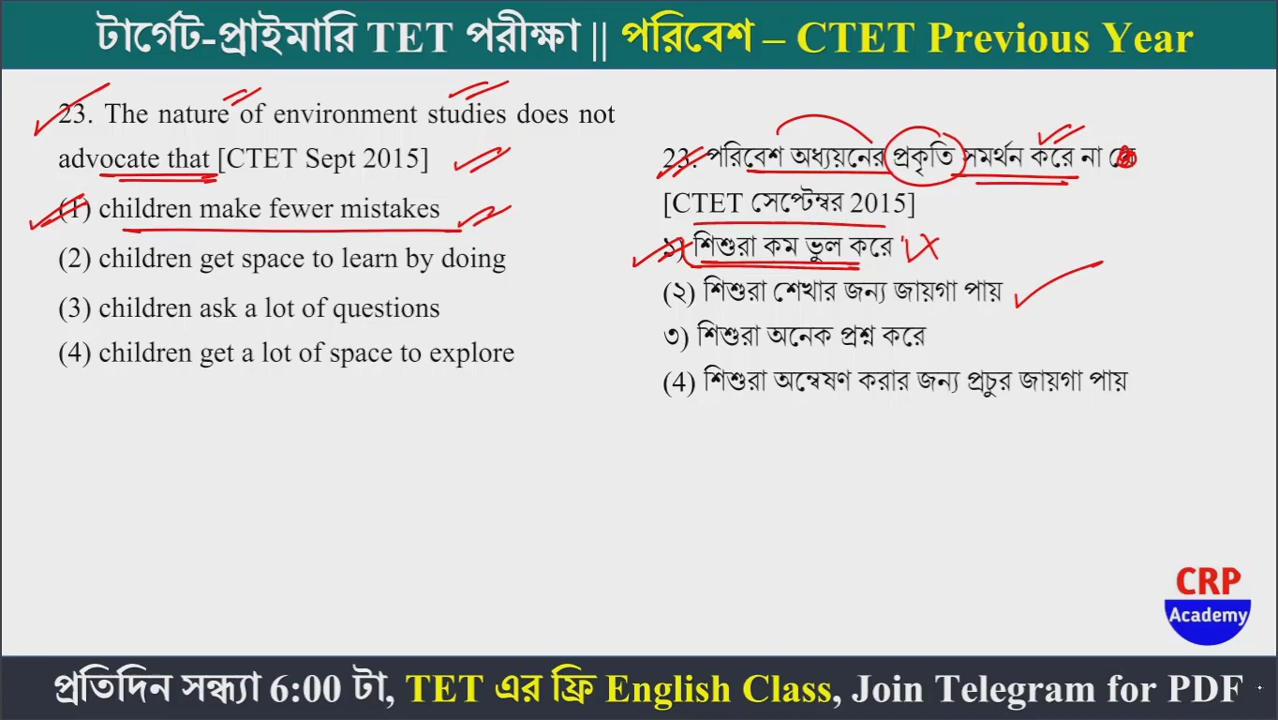 টার্গেট-প্রাইমারি TET পরীক্ষা || পরিবেশ – CTET Previous Year
23. The nature of environment studies does not
advocate that [CTET Sept 2015]
(1) children make fewer mistakes
(2) children get space to learn by doing
(3) children ask a lot of questions
(4) children get a lot of space to explore
23. পরিবেশ অধ্যয়নের প্রকৃতি সমর্থন করে না
[CTET সেপ্টেম্বর 2015]
১) শিশুরা কম ভুল করে
(২) শিশুরা শেখার জন্য জায়গা পায়
৩) শিশুরা অনেক প্রশ্ন করে
(4) শিশুরা অন্বেষণ করার জন্য প্রচুর জায়গা পায়
CRP
Academy
প্রতিদিন সন্ধ্যা 6:00 টা, TET এর ফ্রি English Class, Join Telegram for PDF